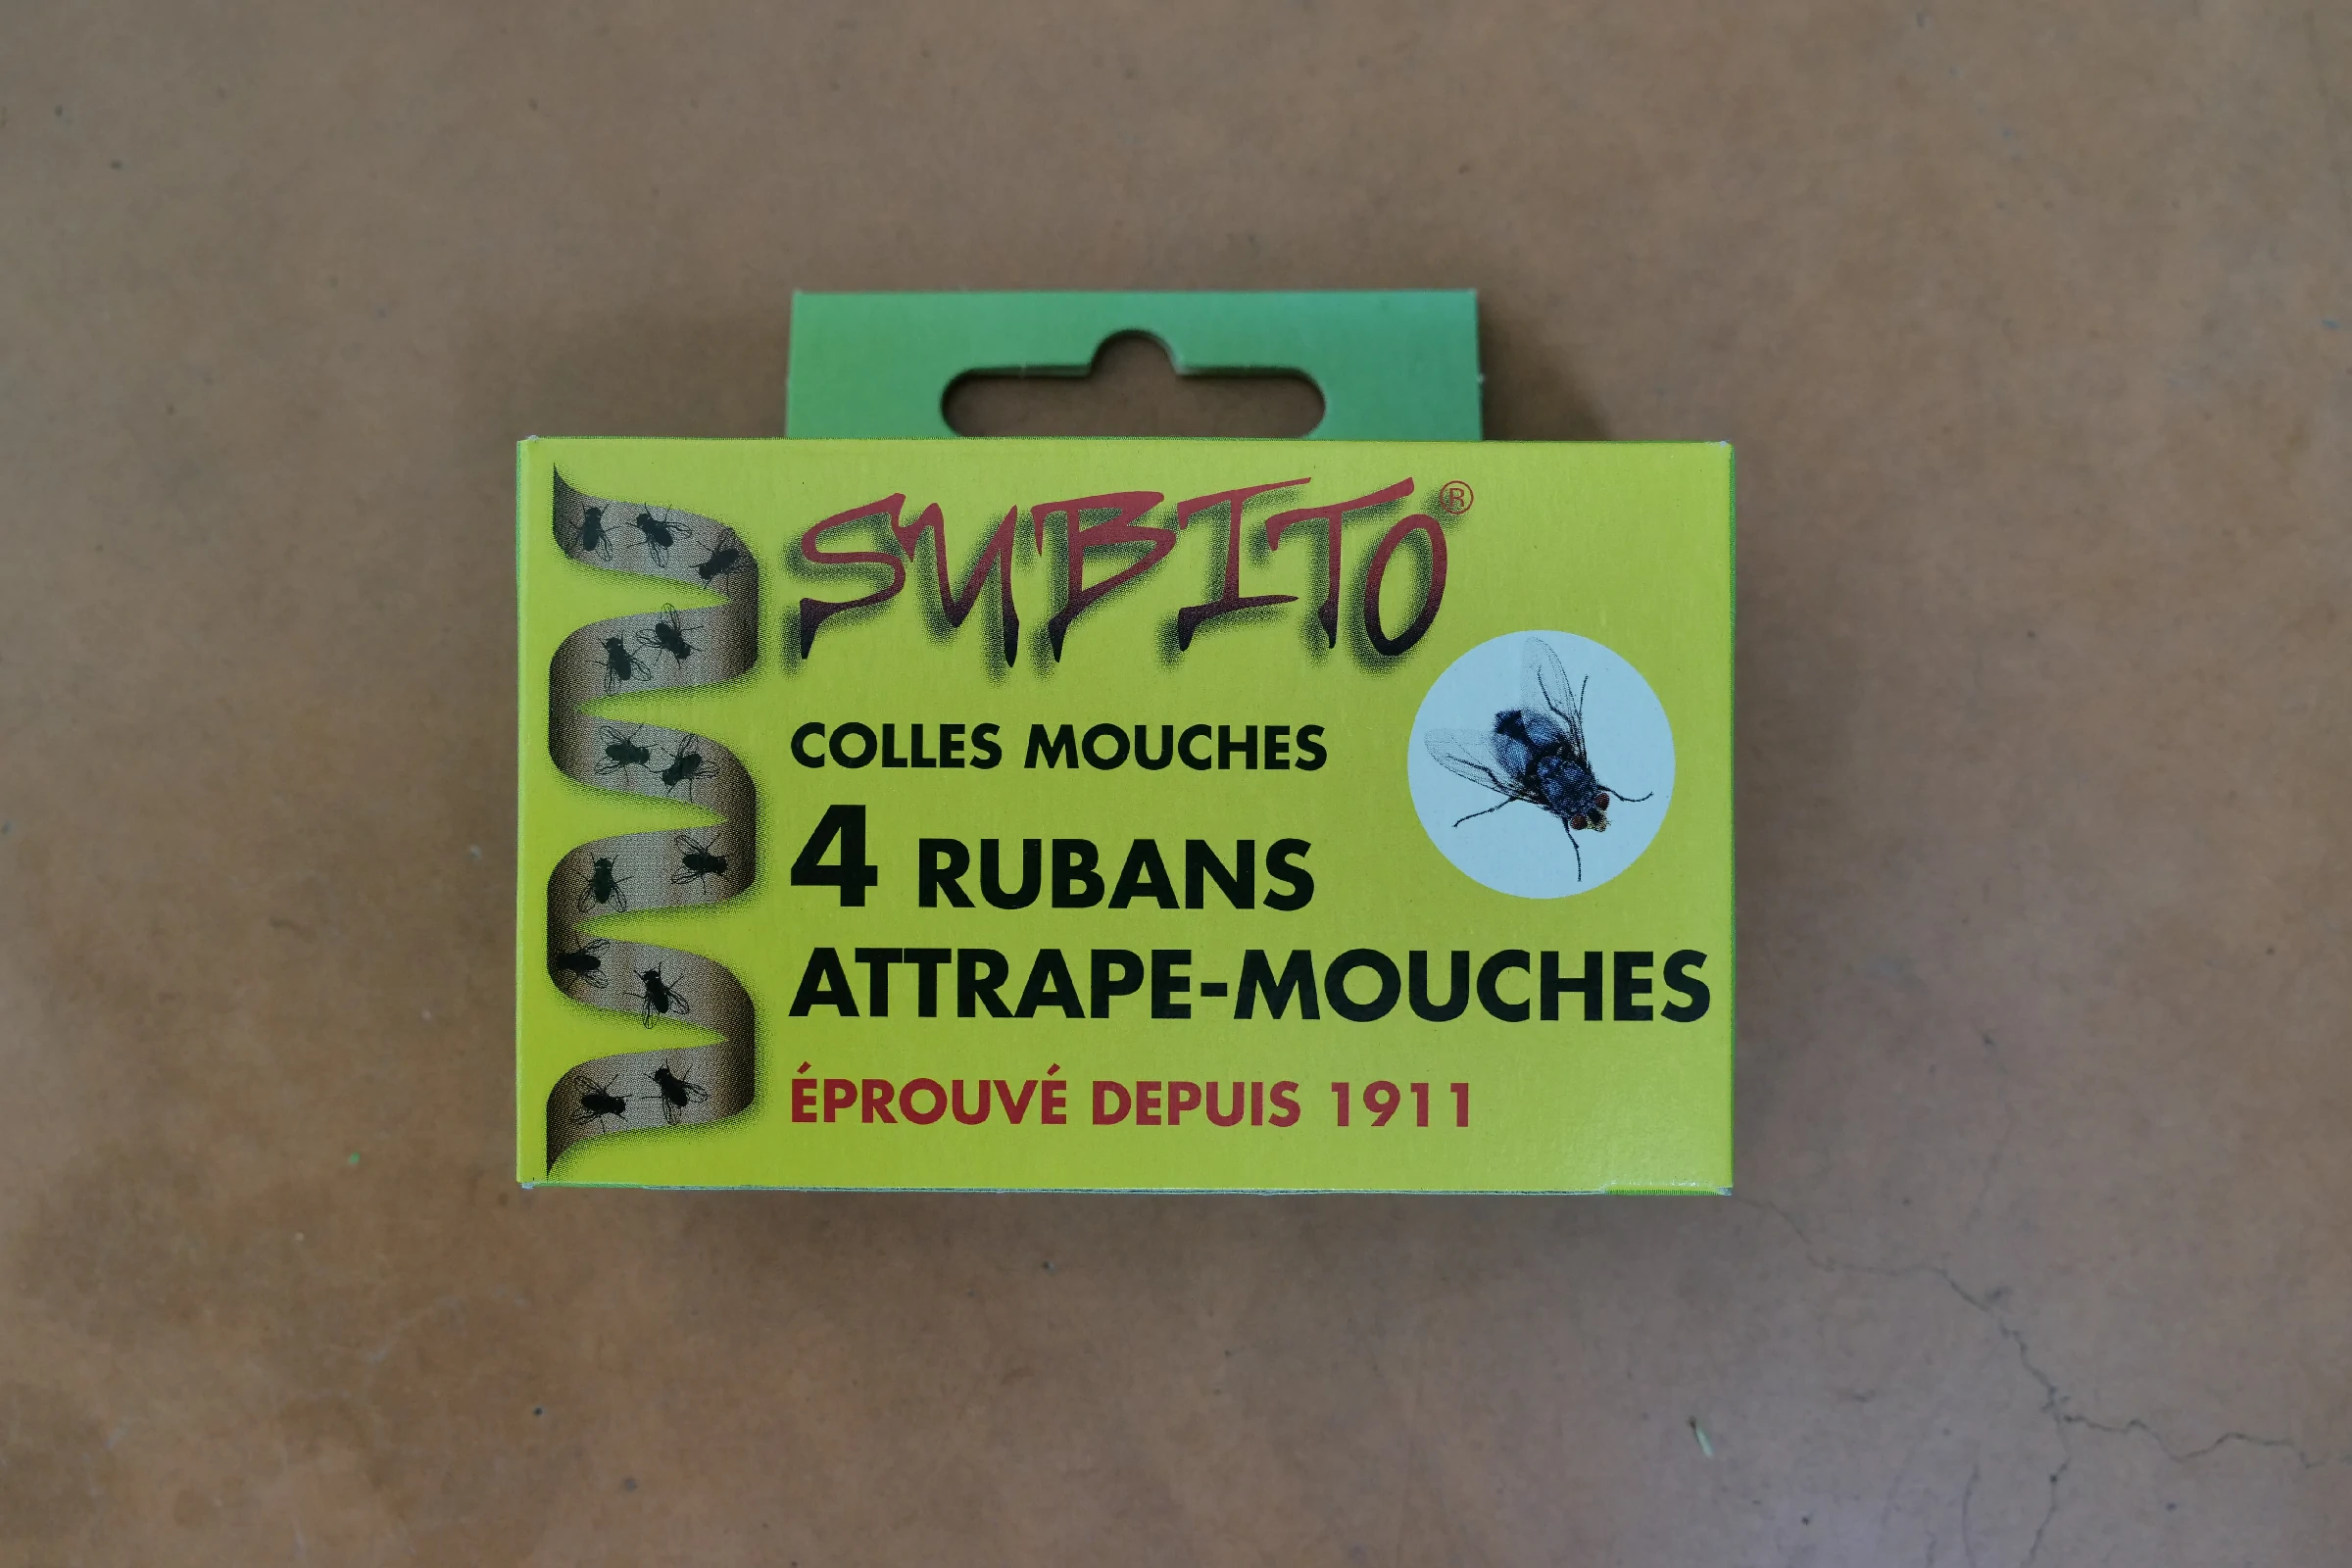 SUBITO®
COLLES MOUCHES
4 RUBANS
ATTRAPE-MOUCHES
ÉPROUVÉ DEPUIS 1911